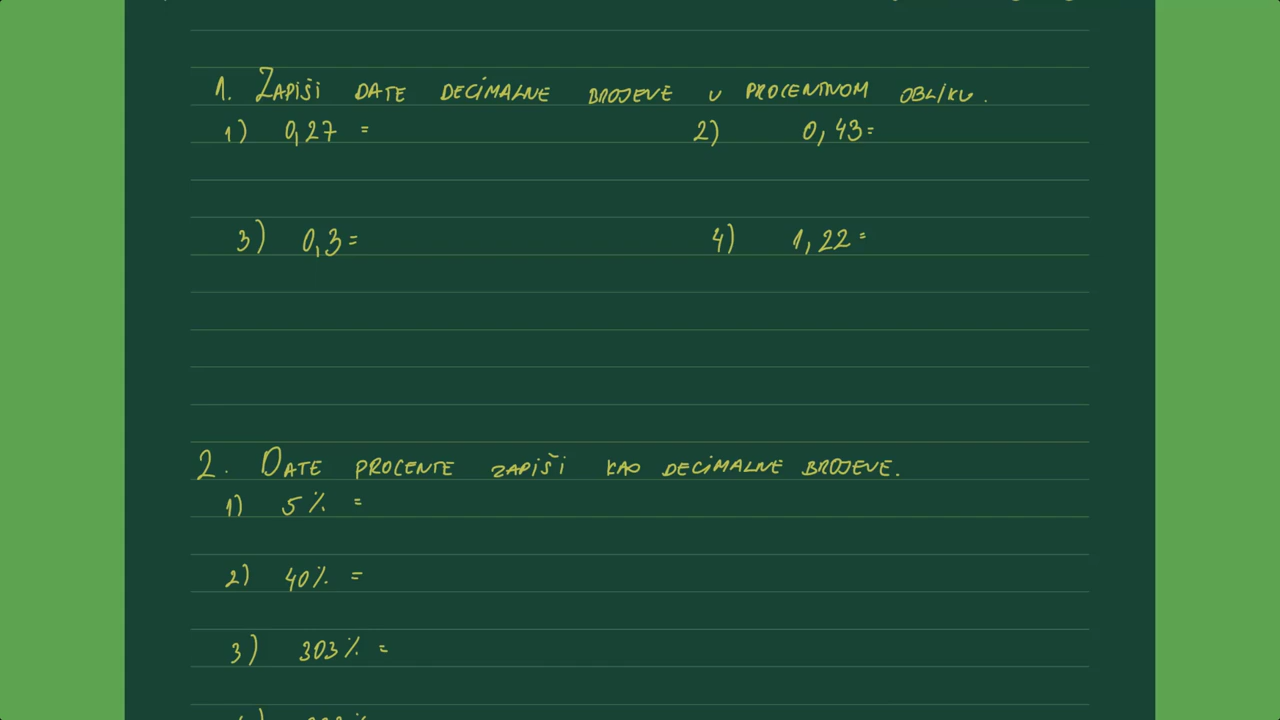 1. Zapiši date decimalne brojeve u procentnom obliku.
1) 0,27 = 2) 0,43=
3) 0,3= 4) 1,22=
2. Date procente zapiši kao decimalne brojeve.
1) 5% =
2) 40% =
3) 303% =